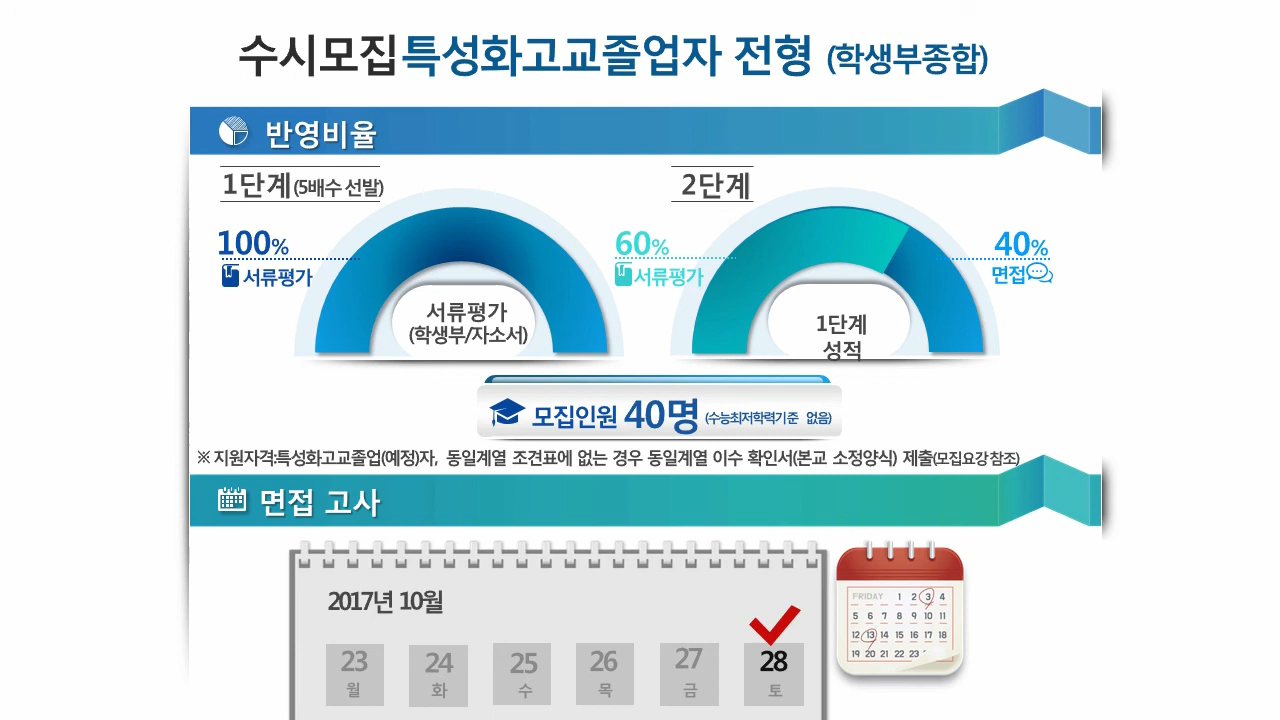 수시모집특성화고교졸업자 전형 (학생부종합)
반영비율
1단계(5배수 선발)
100%
서류평가
서류평가
(학생부/자소서)
2단계
60%
서류평가
40%
면접
1단계
성적
모집인원 40명 (수능최저학력기준 없음)
※ 지원자격:특성화고교졸업(예정)자, 동일계열 조견표에 없는 경우 동일계열 이수 확인서(본교 소정양식) 제출(모집요강 참조)
면접 고사
2017년 10월
23 24 25 26 27 28
월 화 수 목 금 토
FRIDAY 1 2 3 4
5 6 7 8 9 10 11
12 13 14 15 16 17 18
19 20 21 22 23